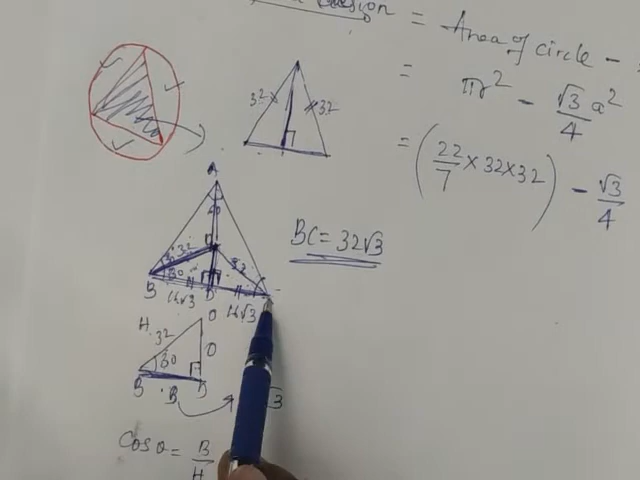 = Area of circle -
= πr² - √3/4 a²
= (22/7 × 32 × 32) - √3/4
32 32
A
32 32
30
B D
16√3 16√3
BC = 32√3
H 32 O
30 O
B B D
Cos θ = B/H